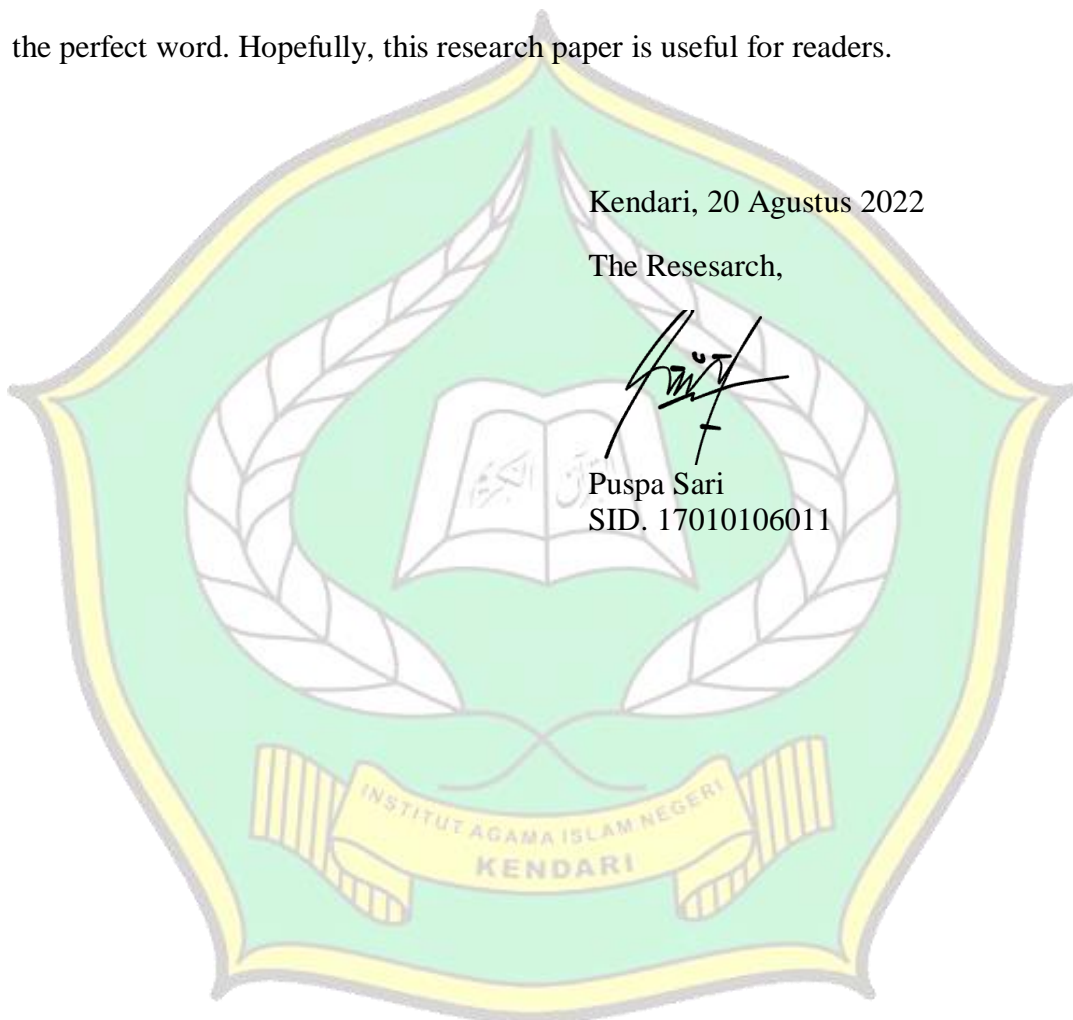 the perfect word. Hopefully, this research paper is useful for readers.
Kendari, 20 Agustus 2022
The Resesarch,
Puspa Sari
SID. 17010106011
INSTITUT AGAMA ISLAM NEGERI
KENDARI